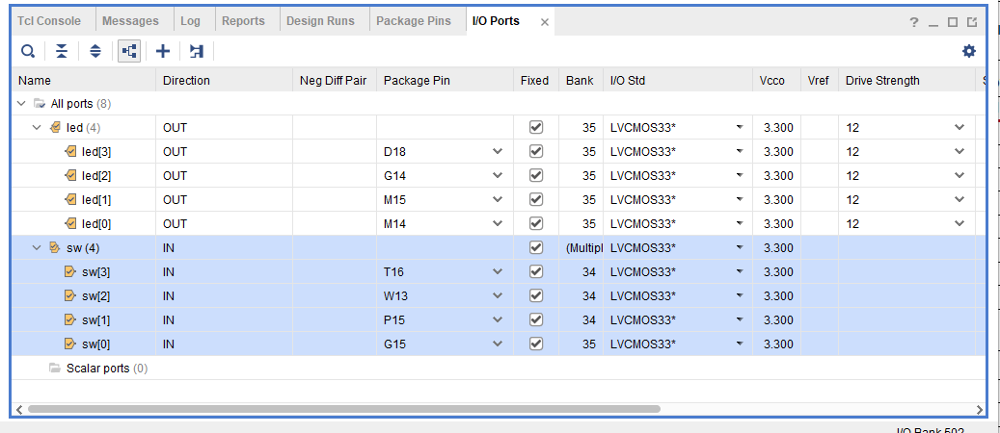 Tcl Console Messages Log Reports Design Runs Package Pins I/O Ports × ?
Name Direction Neg Diff Pair Package Pin Fixed Bank I/O Std Vcco Vref Drive Strength
All ports (8)
led (4) OUT 35 LVCMOS33* 3.300 12
led[3] OUT D18 35 LVCMOS33* 3.300 12
led[2] OUT G14 35 LVCMOS33* 3.300 12
led[1] OUT M15 35 LVCMOS33* 3.300 12
led[0] OUT M14 35 LVCMOS33* 3.300 12
sw (4) IN (Multipl LVCMOS33* 3.300
sw[3] IN T16 34 LVCMOS33* 3.300
sw[2] IN W13 34 LVCMOS33* 3.300
sw[1] IN P15 34 LVCMOS33* 3.300
sw[0] IN G15 35 LVCMOS33* 3.300
Scalar ports (0)
I/O Bank 502